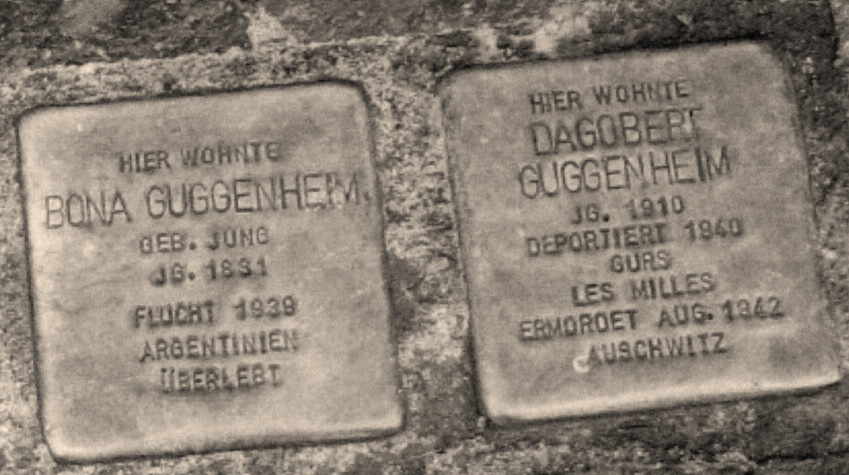 HIER WOHNTE
BONA GUGGENHEIM
GEB. JUNG
JG. 1881
FLUCHT 1939
ARGENTINIEN
ÜBERLEBT
HIER WOHNTE
DAGOBERT
GUGGENHEIM
JG. 1910
DEPORTIERT 1940
GURS
LES MILLES
ERMORDET AUG. 1942
AUSCHWITZ